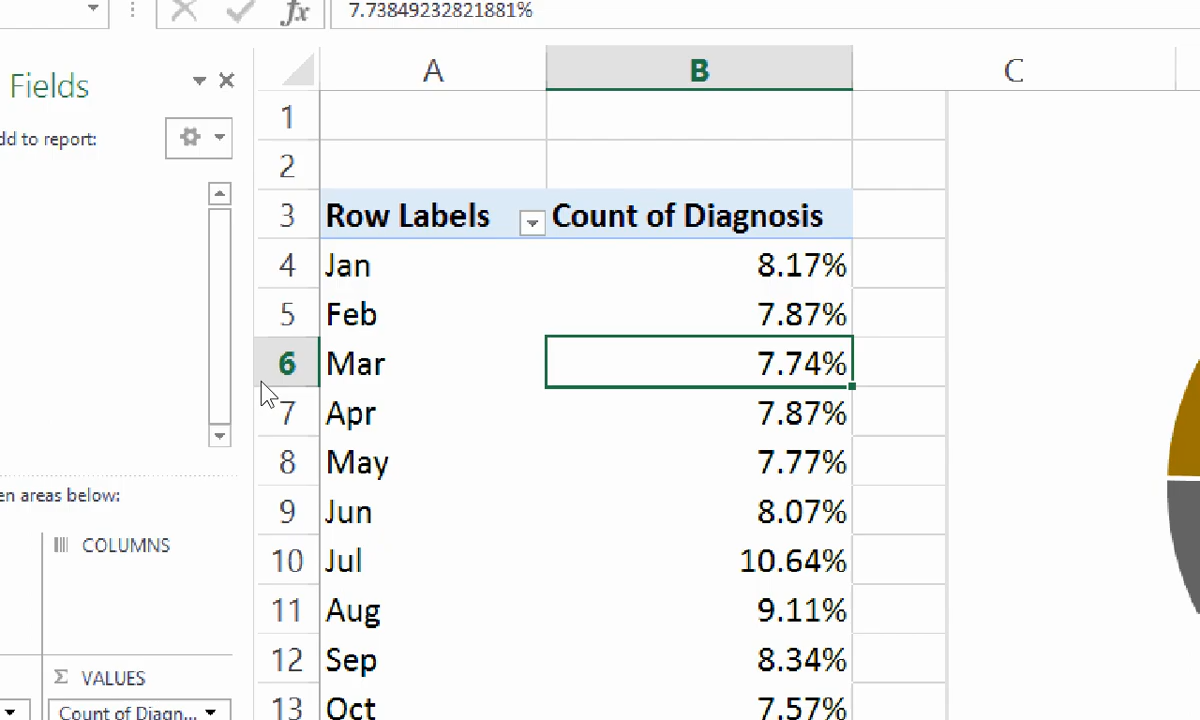 fx 7.73849232821881%
Fields
dd to report:
A B C
1
2
3 Row Labels Count of Diagnosis
4 Jan 8.17%
5 Feb 7.87%
6 Mar 7.74%
7 Apr 7.87%
8 May 7.77%
9 Jun 8.07%
10 Jul 10.64%
11 Aug 9.11%
12 Sep 8.34%
13 Oct 7.57%
en areas below:
COLUMNS
Σ VALUES
Count of Diagn...